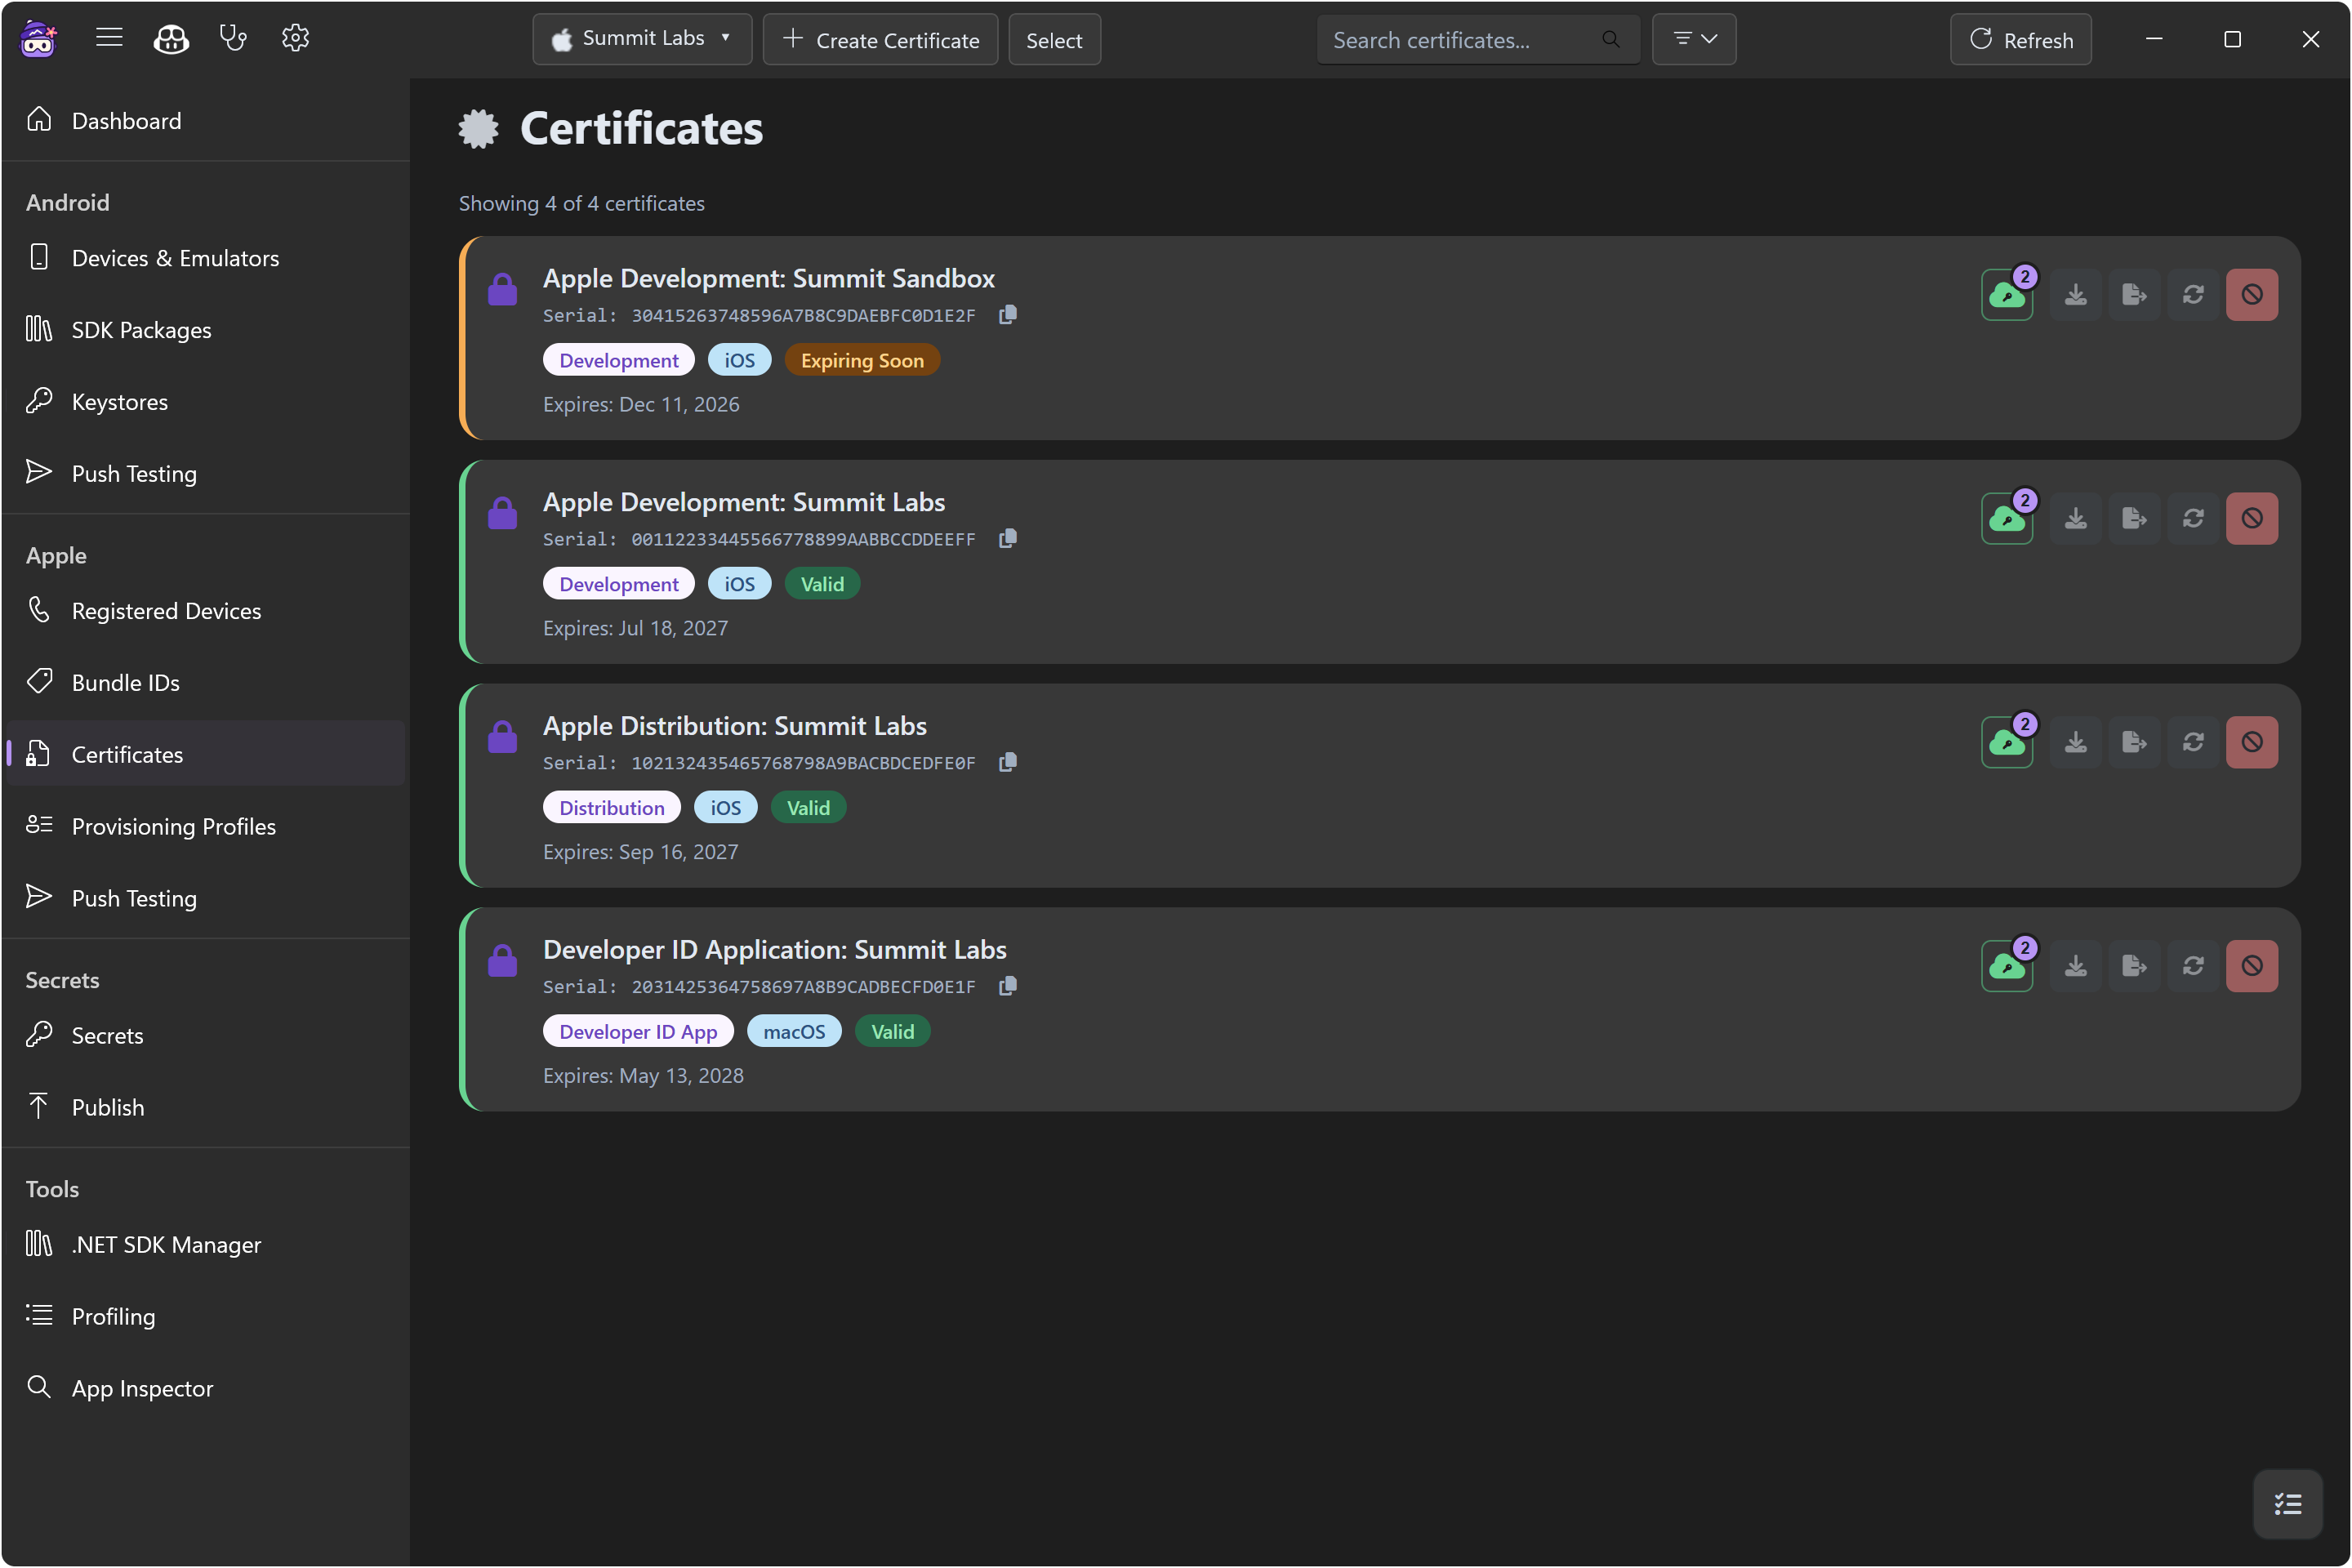 Summit Labs
Create Certificate
Select
Search certificates...
Refresh
Dashboard
Android
Devices & Emulators
SDK Packages
Keystores
Push Testing
Apple
Registered Devices
Bundle IDs
Certificates
Provisioning Profiles
Push Testing
Secrets
Secrets
Publish
Tools
.NET SDK Manager
Profiling
App Inspector
Certificates
Showing 4 of 4 certificates
Apple Development: Summit Sandbox
Serial: 30415263748596A7B8C9DAEBFC0D1E2F
Development iOS Expiring Soon
Expires: Dec 11, 2026
2
Apple Development: Summit Labs
Serial: 00112233445566778899AABBCCDDEEFF
Development iOS Valid
Expires: Jul 18, 2027
2
Apple Distribution: Summit Labs
Serial: 102132435465768798A9BACBDCEDFE0F
Distribution iOS Valid
Expires: Sep 16, 2027
2
Developer ID Application: Summit Labs
Serial: 2031425364758697A8B9CADBECFD0E1F
Developer ID App macOS Valid
Expires: May 13, 2028
2